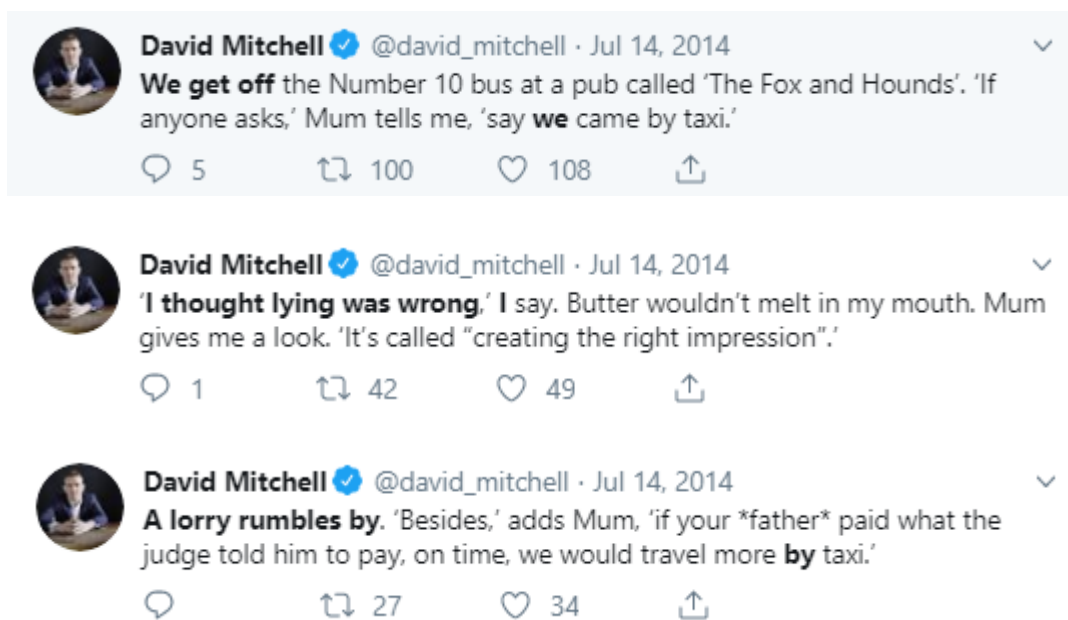 David Mitchell @david_mitchell · Jul 14, 2014
We get off the Number 10 bus at a pub called ‘The Fox and Hounds’. ‘If
anyone asks,’ Mum tells me, ‘say we came by taxi.’
5 100 108
David Mitchell @david_mitchell · Jul 14, 2014
‘I thought lying was wrong,’ I say. Butter wouldn’t melt in my mouth. Mum
gives me a look. ‘It’s called “creating the right impression”.’
1 42 49
David Mitchell @david_mitchell · Jul 14, 2014
A lorry rumbles by. ‘Besides,’ adds Mum, ‘if your *father* paid what the
judge told him to pay, on time, we would travel more by taxi.’
27 34